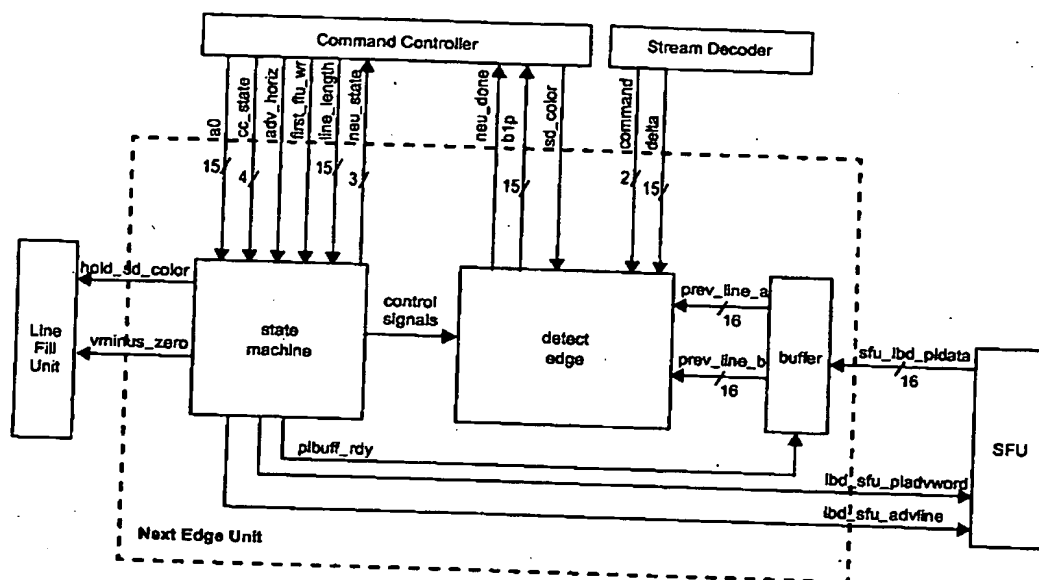 Command Controller
Stream Decoder
la0
cc_state
adv_horiz
first_flu_wr
line_length
neu_state
neu_done
b1p
sd_color
command
delta
15
4
15
3
15
2
15
hold_sd_color
vminus_zero
Line
Fill
Unit
state
machine
control
signals
detect
edge
prev_line_a
16
prev_line_b
16
buffer
sfu_lbd_pldata
16
SFU
plbuff_rdy
lbd_sfu_pladvword
lbd_sfu_advline
Next Edge Unit